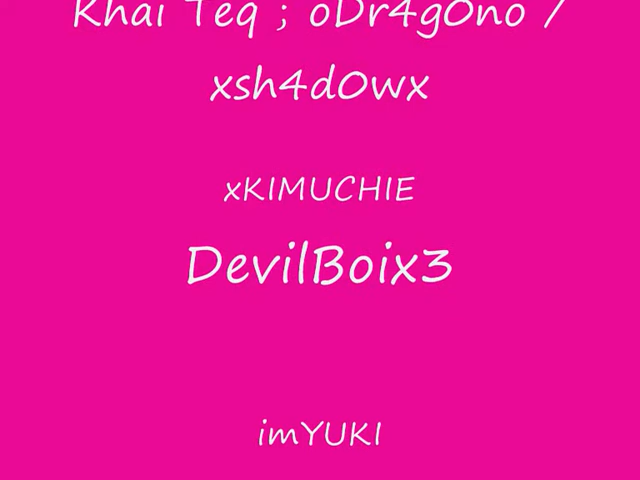 Khai Teq ; oDr4g0no /
xsh4d0wx
xKIMUCHIE
DevilBoix3
imYUKI